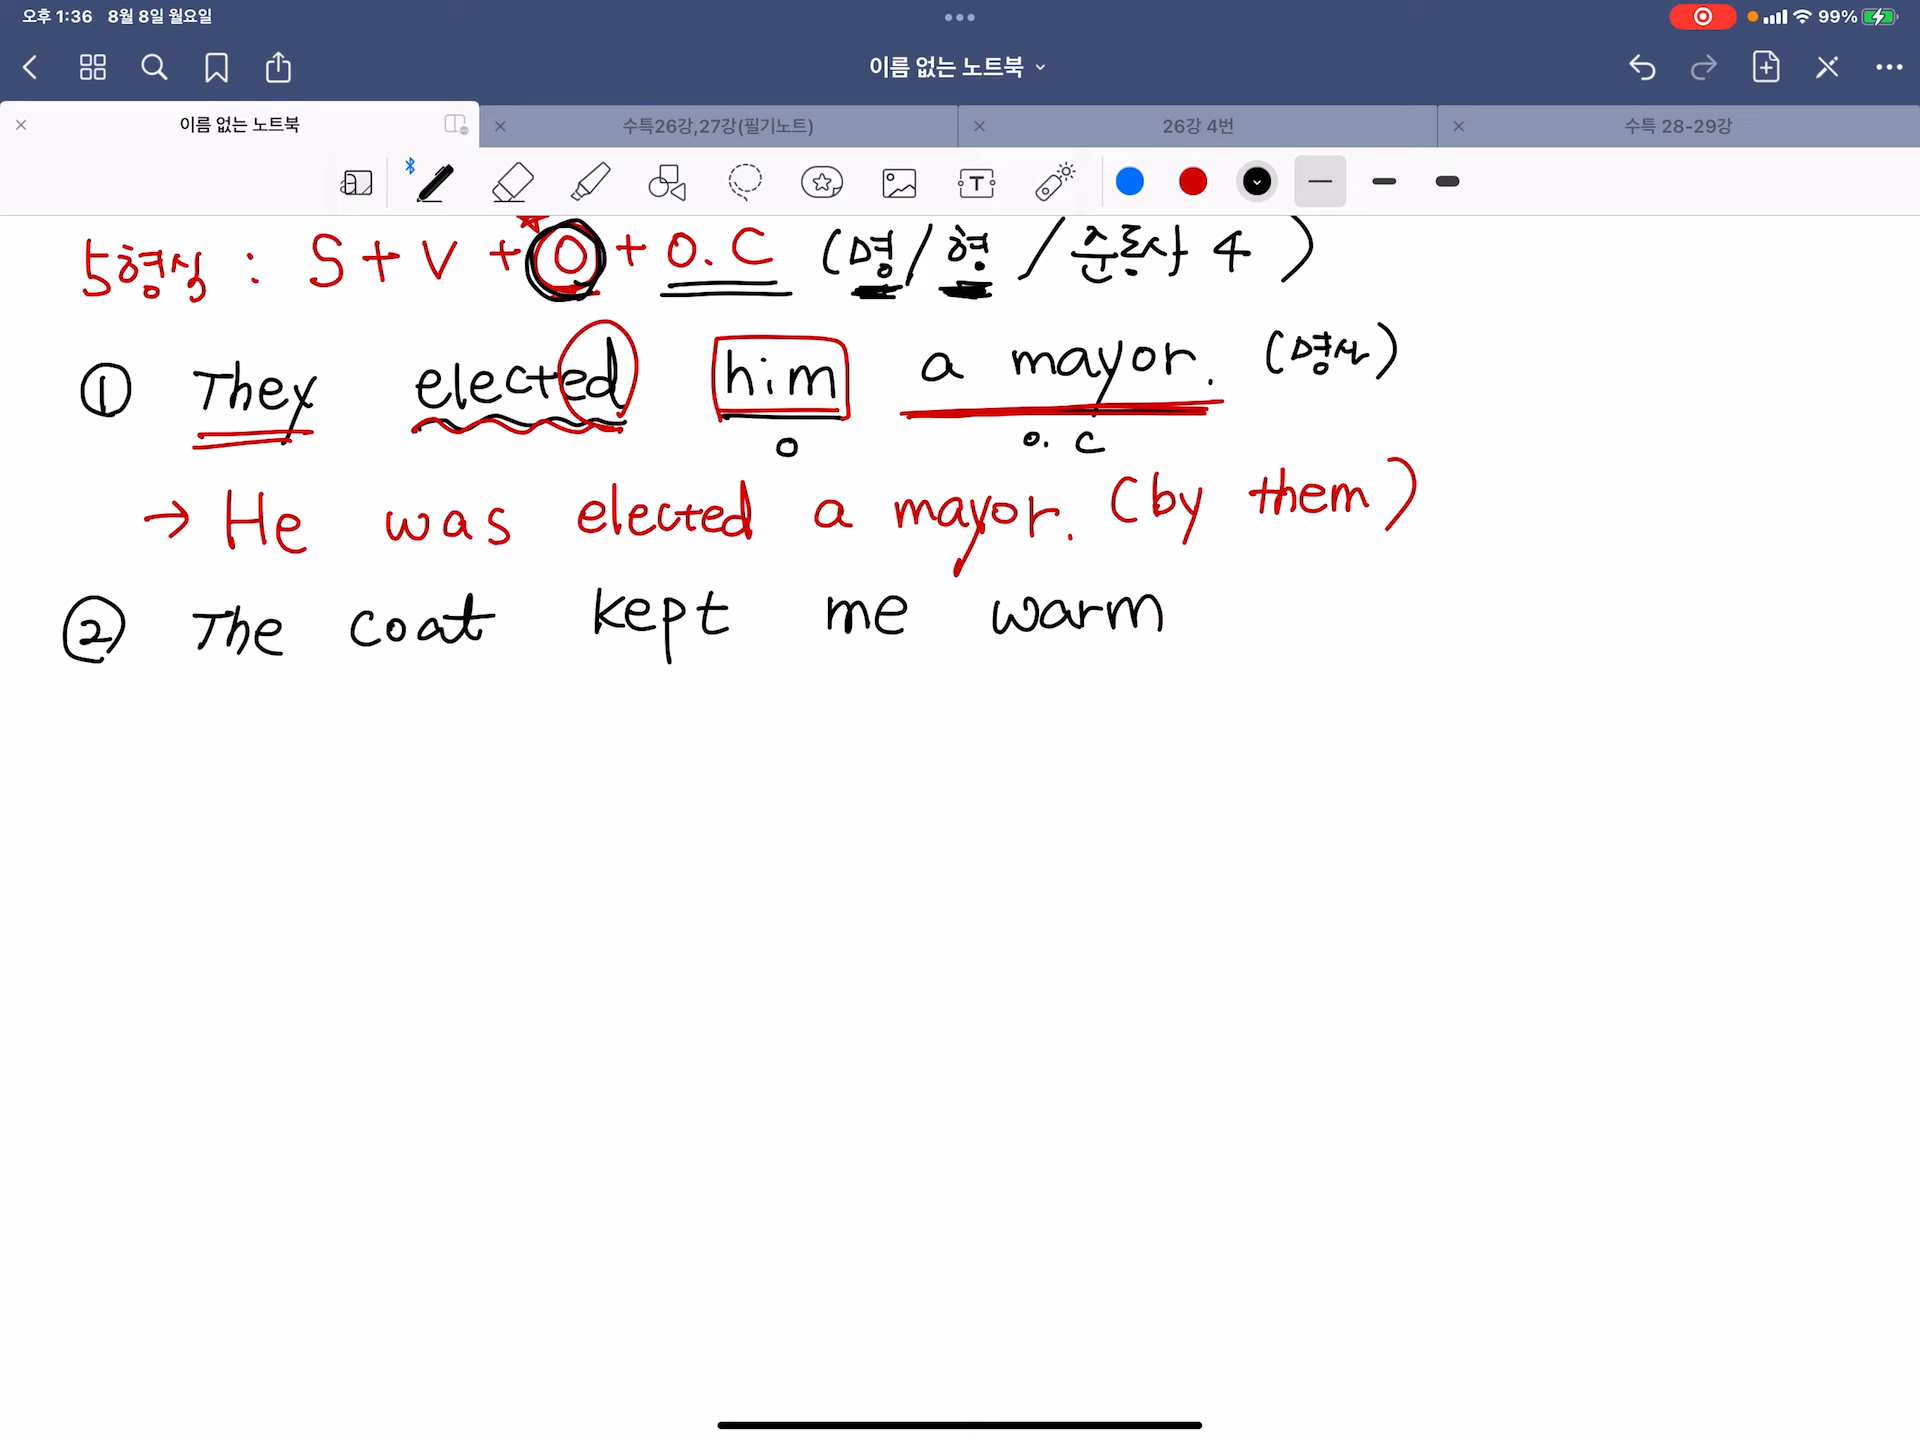 오후 1:36 8월 8일 월요일 99%
이름 없는 노트북
이름 없는 노트북 수특26강,27강(필기노트) 26강 4번 수특 28-29강
5형식 : S + V + O + O.C (명/형/준동사 4)
① They elected him a mayor. (명사)
O O.C
→ He was elected a mayor. (by them)
② The coat kept me warm